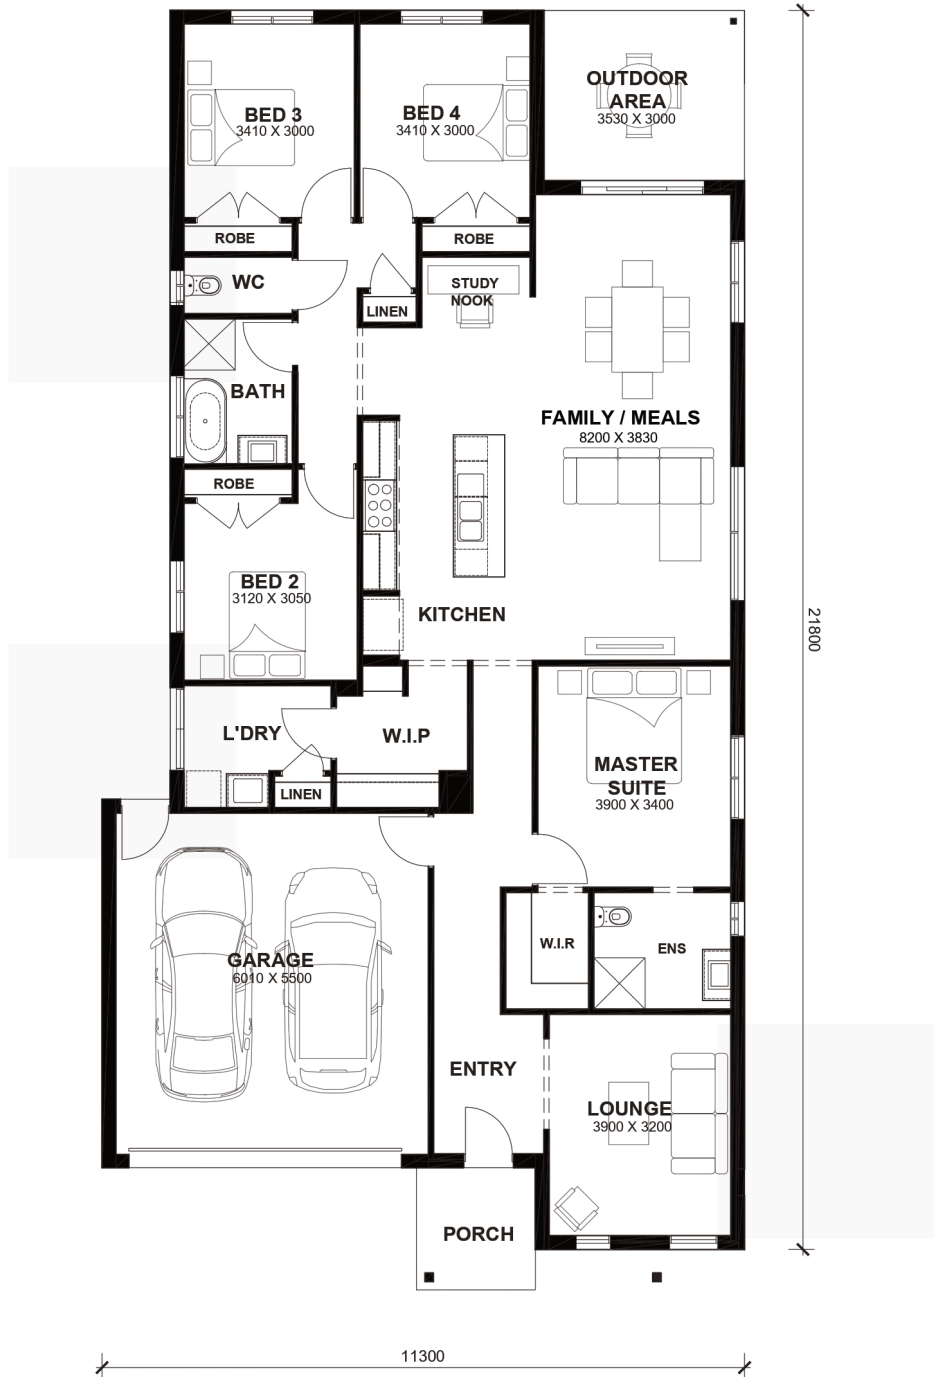 BED 3
3410 X 3000
BED 4
3410 X 3000
OUTDOOR
AREA
3530 X 3000
ROBE
ROBE
WC
STUDY
NOOK
LINEN
BATH
FAMILY / MEALS
8200 X 3830
ROBE
BED 2
3120 X 3050
KITCHEN
21800
L'DRY
W.I.P
LINEN
MASTER
SUITE
3900 X 3400
W.I.R
ENS
GARAGE
6010 X 5500
ENTRY
LOUNGE
3900 X 3200
PORCH
11300